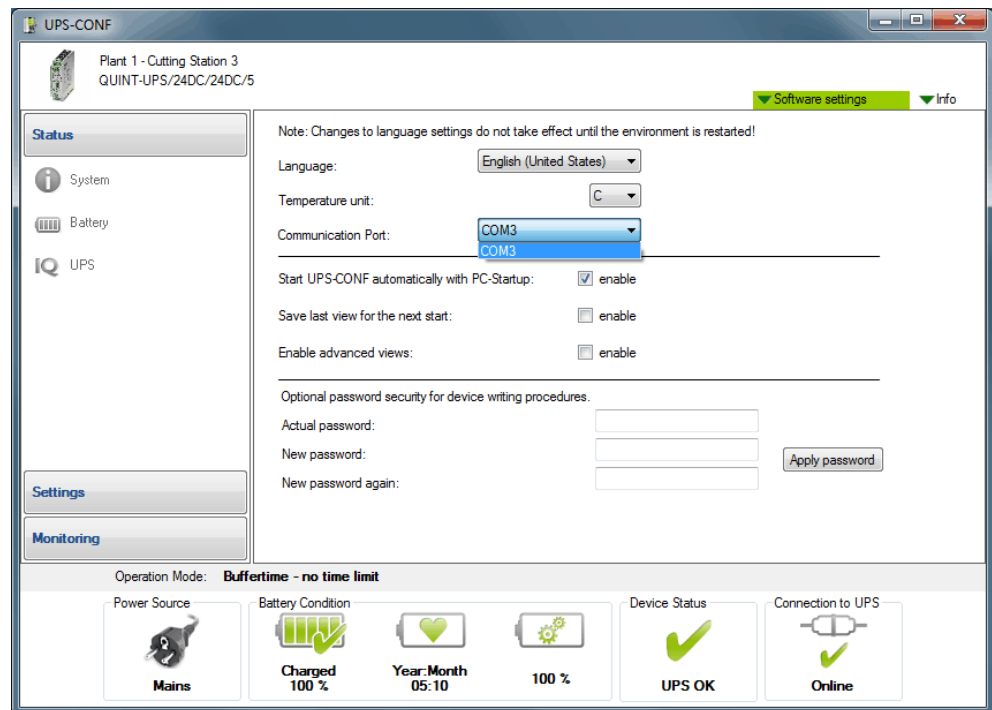 UPS-CONF
Plant 1 - Cutting Station 3
QUINT-UPS/24DC/24DC/5
Software settings
Info
Status
System
Battery
IQ UPS
Settings
Monitoring
Note: Changes to language settings do not take effect until the environment is restarted!
Language: English (United States)
Temperature unit: C
Communication Port: COM3
COM3
Start UPS-CONF automatically with PC-Startup: enable
Save last view for the next start: enable
Enable advanced views: enable
Optional password security for device writing procedures.
Actual password:
New password:
Apply password
New password again:
Operation Mode: Buffertime - no time limit
Power Source
Mains
Battery Condition
Charged
100 %
Year:Month
05:10
100 %
Device Status
UPS OK
Connection to UPS
Online